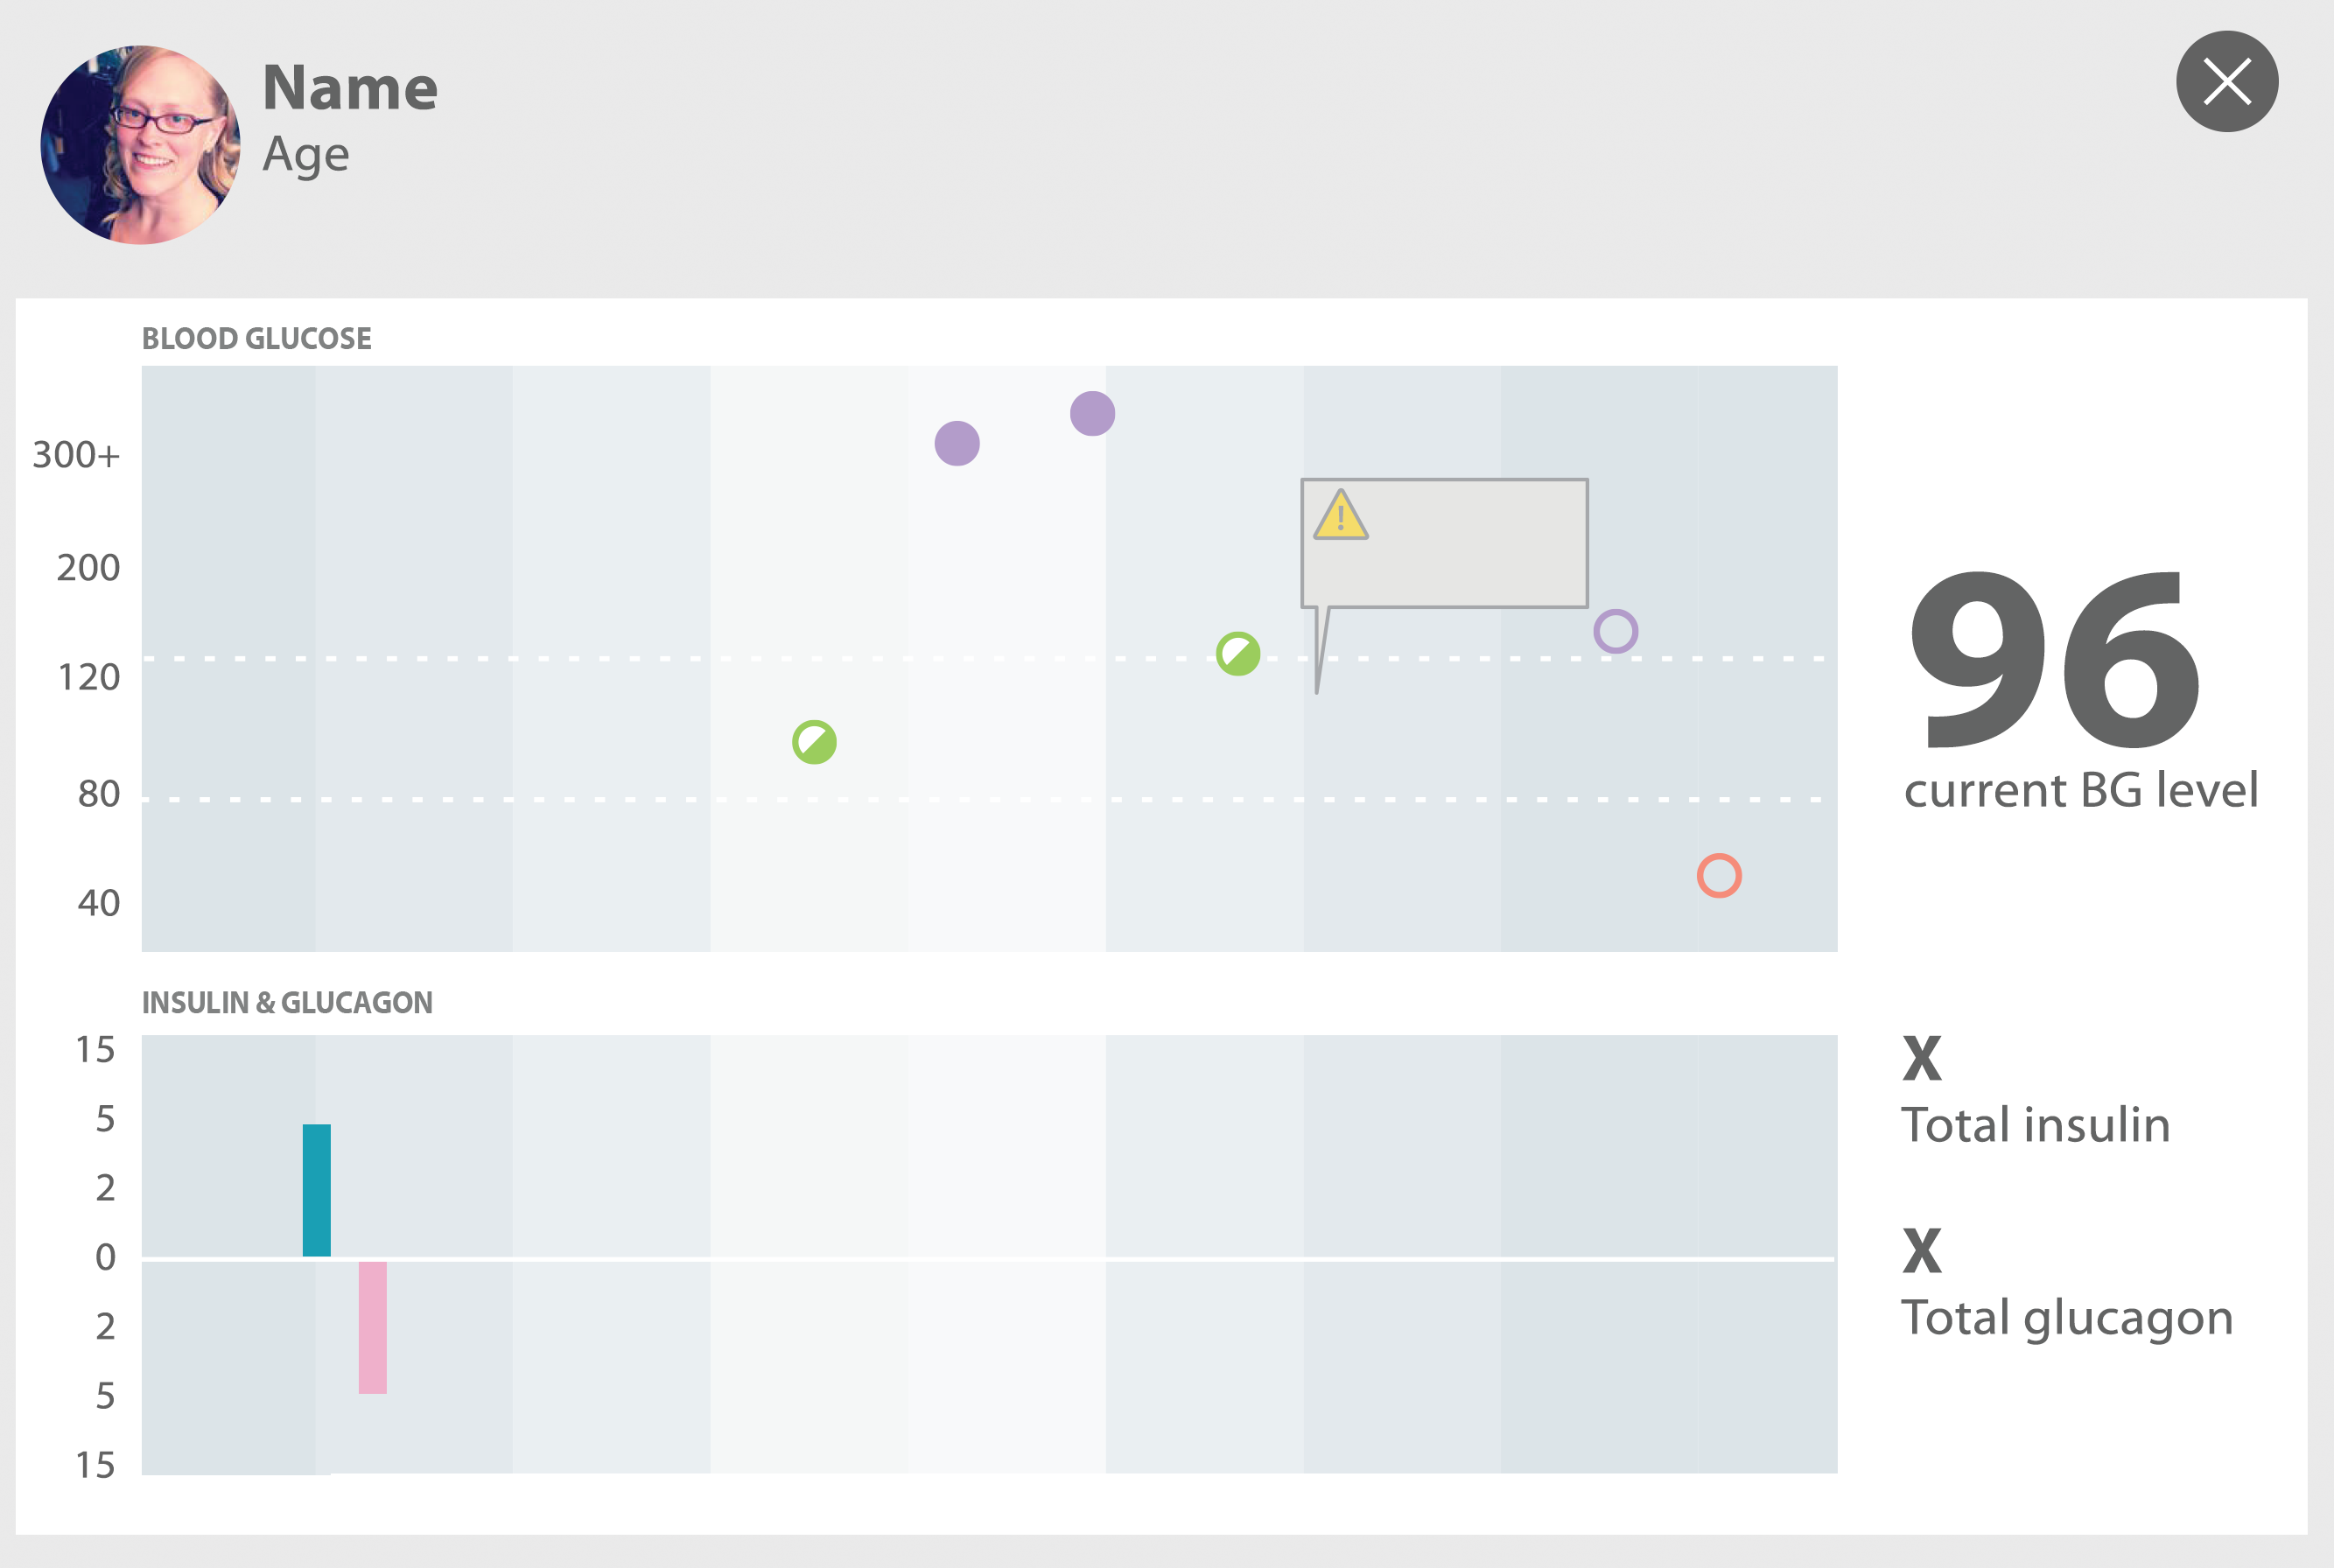 Name
Age
BLOOD GLUCOSE
300+
200
120
80
40
96
current BG level
INSULIN & GLUCAGON
15
5
2
0
2
5
15
X
Total insulin
X
Total glucagon